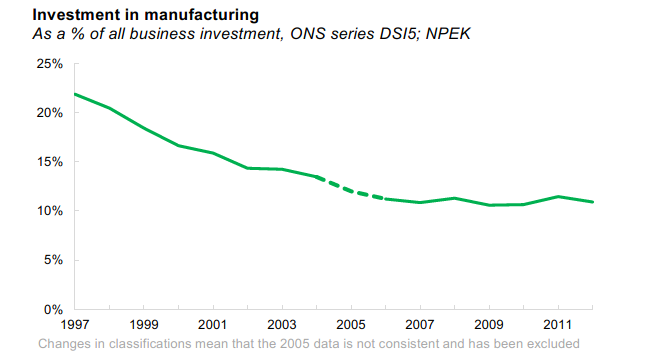 Investment in manufacturing
As a % of all business investment, ONS series DSI5; NPEK
25%
20%
15%
10%
5%
0%
1997 1999 2001 2003 2005 2007 2009 2011
Changes in classifications mean that the 2005 data is not consistent and has been excluded